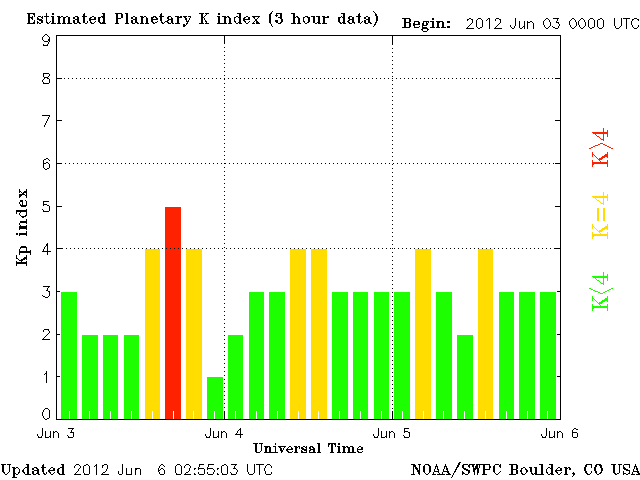 Estimated Planetary K index (3 hour data)
Begin: 2012 Jun 03 0000 UTC
9
8
7
6
5
4
3
2
1
0
Kp index
K>4
K=4
K<4
Jun 3
Jun 4
Jun 5
Jun 6
Universal Time
Updated 2012 Jun 6 02:55:03 UTC
NOAA/SWPC Boulder, CO USA